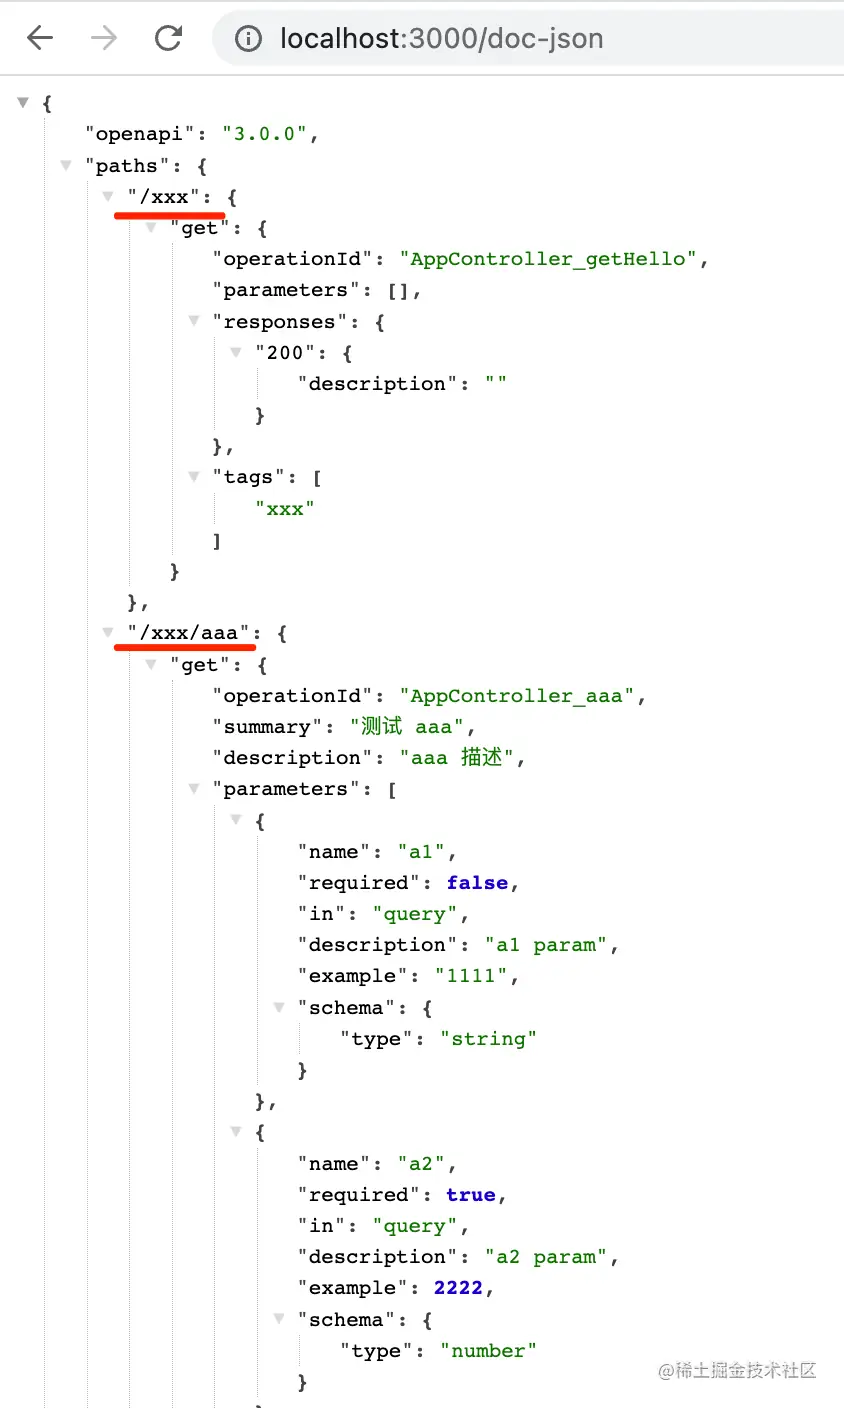 localhost:3000/doc-json
{
"openapi": "3.0.0",
"paths": {
"/xxx": {
"get": {
"operationId": "AppController_getHello",
"parameters": [],
"responses": {
"200": {
"description": ""
}
},
"tags": [
"xxx"
]
}
},
"/xxx/aaa": {
"get": {
"operationId": "AppController_aaa",
"summary": "测试 aaa",
"description": "aaa 描述",
"parameters": [
{
"name": "a1",
"required": false,
"in": "query",
"description": "a1 param",
"example": "1111",
"schema": {
"type": "string"
}
},
{
"name": "a2",
"required": true,
"in": "query",
"description": "a2 param",
"example": 2222,
"schema": {
"type": "number"
}
@稀土掘金技术社区